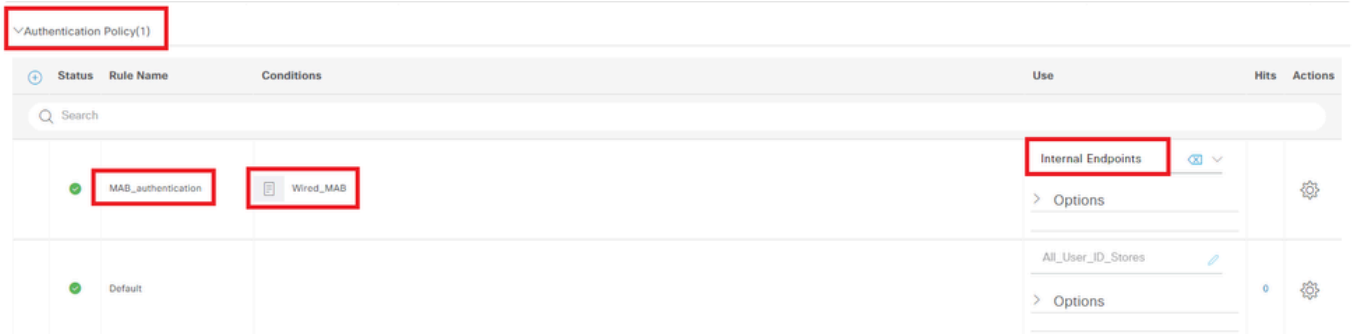 Authentication Policy(1)
Status Rule Name Conditions Use Hits Actions
Search
MAB_authentication Wired_MAB Internal Endpoints
Options
Default All_User_ID_Stores 0
Options